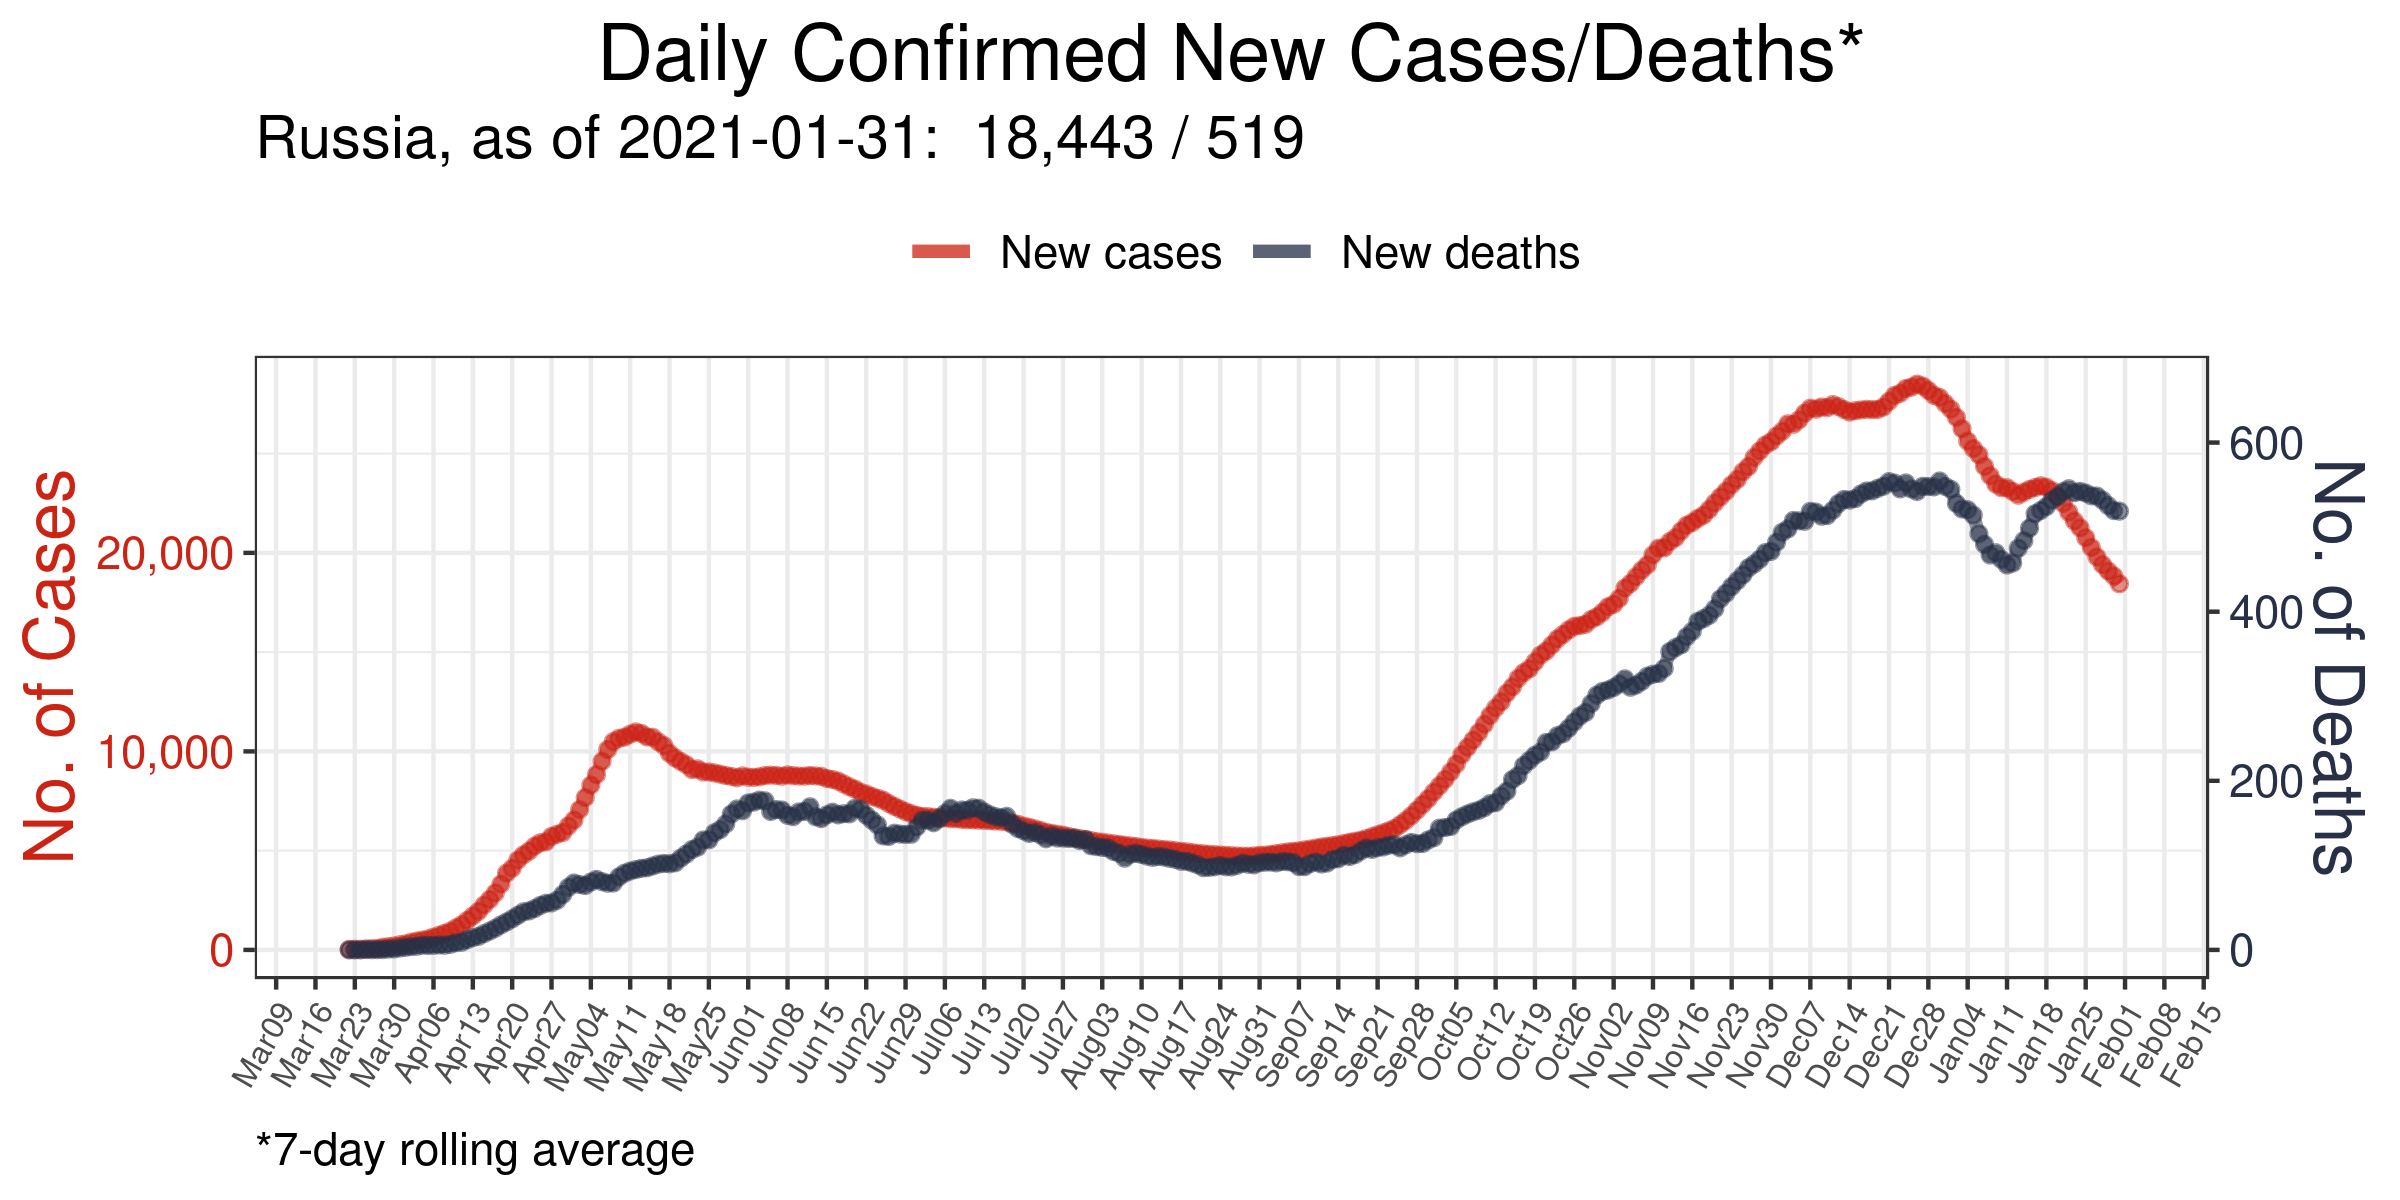 Daily Confirmed New Cases/Deaths*
Russia, as of 2021-01-31:  18,443 / 519
New cases New deaths
No. of Cases
20,000
10,000
0
600
400
200
0
No. of Deaths
Mar09 Mar16 Mar23 Mar30 Apr06 Apr13 Apr20 Apr27 May04 May11 May18 May25 Jun01 Jun08 Jun15 Jun22 Jun29 Jul06 Jul13 Jul20 Jul27 Aug03 Aug10 Aug17 Aug24 Aug31 Sep07 Sep14 Sep21 Sep28 Oct05 Oct12 Oct19 Oct26 Nov02 Nov09 Nov16 Nov23 Nov30 Dec07 Dec14 Dec21 Dec28 Jan04 Jan11 Jan18 Jan25 Feb01 Feb08 Feb15
*7-day rolling average